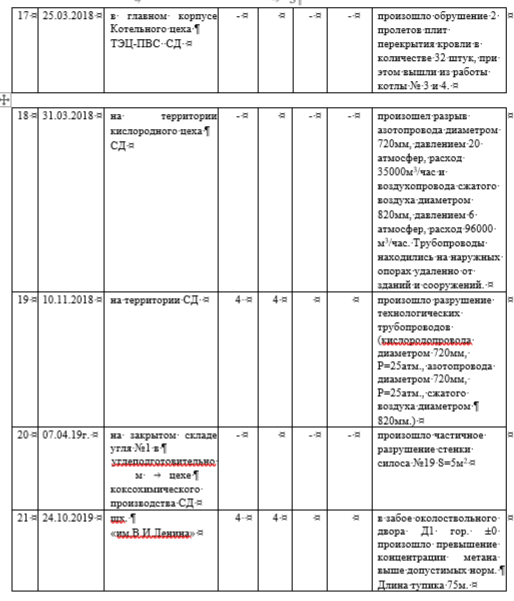 17
25.03.2018
в главном корпусе
Котельного цеха
ТЭЦ-ПВС СД
-
-
-
-
произошло обрушение 2
пролетов плит
перекрытия кровли в
количестве 32 штук, при
этом вышли из работы
котлы № 3 и 4.
18
31.03.2018
на территории
кислородного цеха
СД
-
-
-
-
произошел разрыв
азотопровода диаметром
720мм, давлением 20
атмосфер, расход
35000м³/час и
воздухопровода сжатого
воздуха диаметром
820мм, давлением 6
атмосфер, расход 96000
м³/час. Трубопроводы
находились на наружных
опорах удаленно от
зданий и сооружений.
19
10.11.2018
на территории СД
4
4
произошло разрушение
технологических
трубопроводов
(кислородопровода
диаметром 720мм,
Р=25атм., азотопровода
диаметром 720мм,
Р=25атм., сжатого
воздуха диаметром
820мм.)
20
07.04.19г.
на закрытом складе
угля №1 в
углеподготовительно
м → цехе
коксохимического
производства СД
-
-
-
-
произошло частичное
разрушение стенки
силоса №19 S=5м²
21
24.10.2019
шх.
«им.В.И.Ленина»
4
4
в забое околоствольного
двора Д1 гор. ±0
произошло превышение
концентрации метана
выше допустимых норм.
Длина тупика 75м.